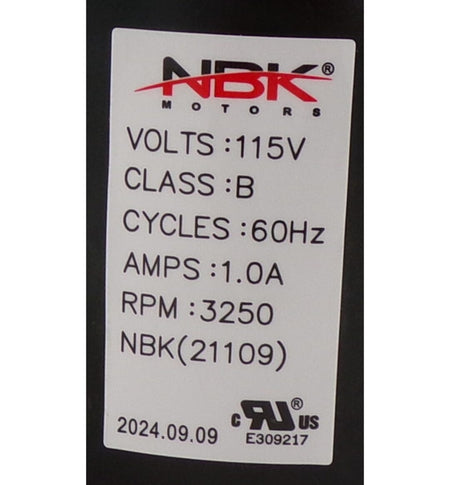 NBK®
MOTORS
VOLTS :115V
CLASS :B
CYCLES :60Hz
AMPS :1.0A
RPM :3250
NBK(21109)
2024.09.09
c RU® US
E309217